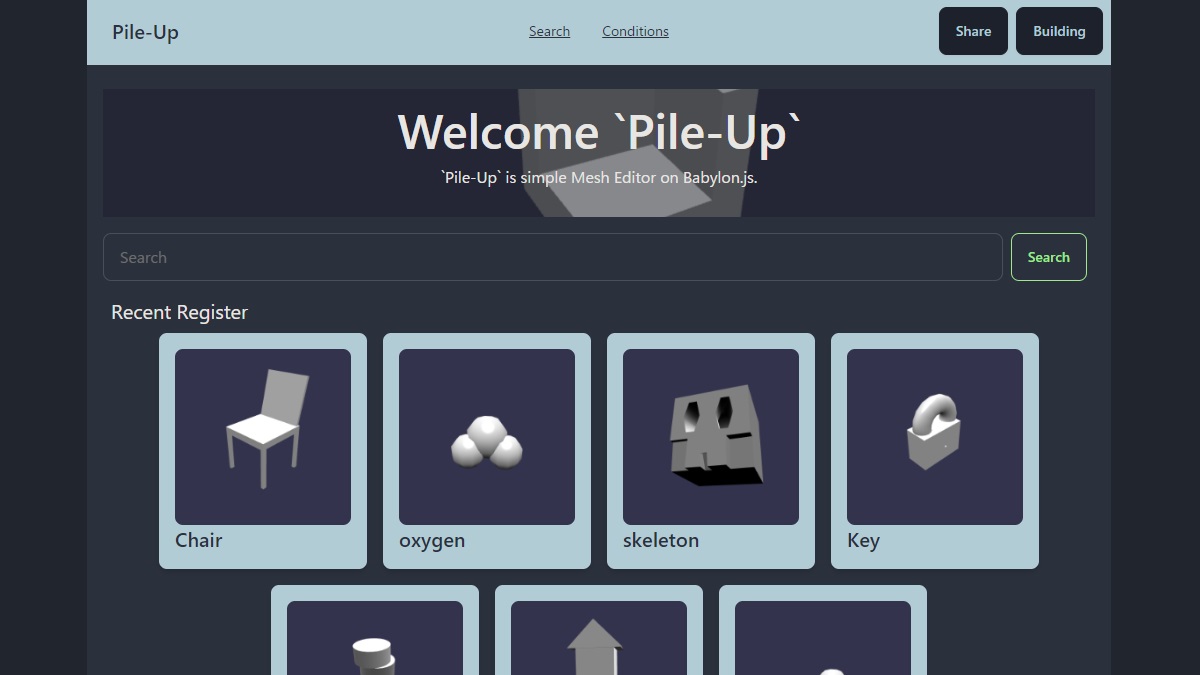 Pile-Up
Search
Conditions
Share
Building
Welcome `Pile-Up`
`Pile-Up` is simple Mesh Editor on Babylon.js.
Search
Search
Recent Register
Chair
oxygen
skeleton
Key